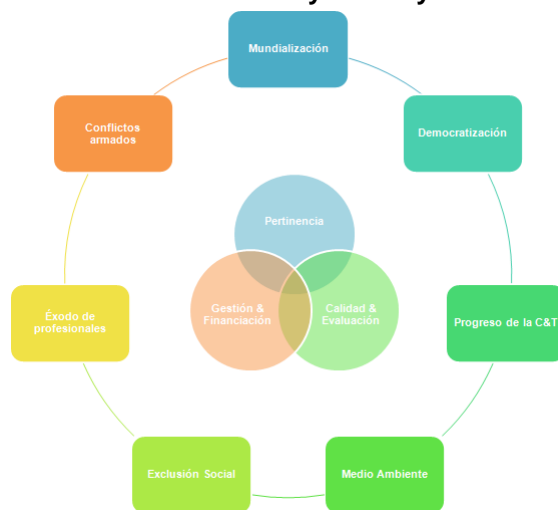 Mundialización
Conflictos
armados
Democratización
Pertinencia
Gestión &
Financiación
Calidad &
Evaluación
Éxodo de
profesionales
Progreso de la C&T
Exclusión Social
Medio Ambiente